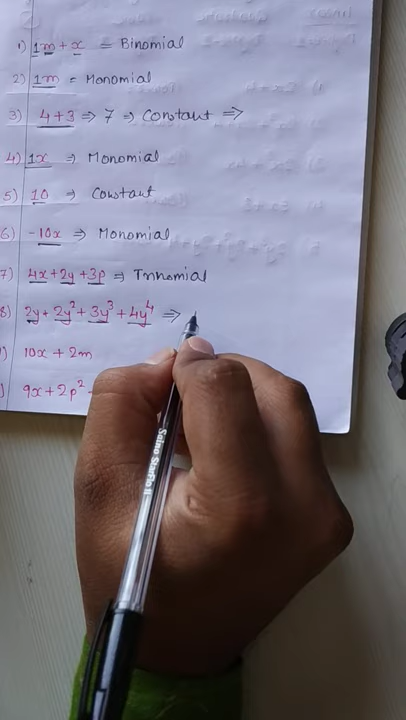 1) 1m + x = Binomial
2) 1m = Monomial
3) 4+3 ⇒ 7 ⇒ Constant ⇒
4) 1x ⇒ Monomial
5) 10 ⇒ Constant
6) -10x ⇒ Monomial
7) 4x + 2y + 3p ⇒ Trinomial
8) 2y + 2y² + 3y³ + 4y⁴ ⇒
) 10x + 2m
) 9x + 2p²